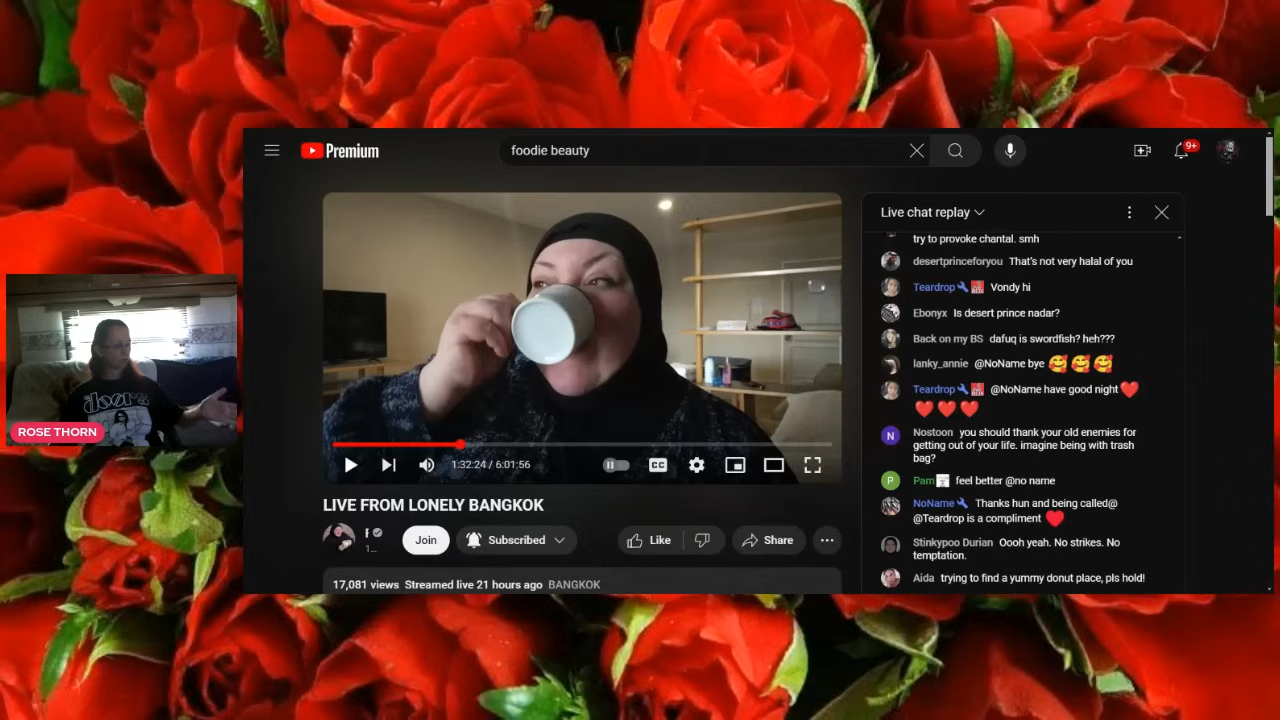 Premium
foodie beauty
9+
Live chat replay
try to provoke chantal. smh
desertprinceforyou That's not very halal of you
Teardrop Vondy hi
Ebonyx Is desert prince nadar?
Back on my BS dafuq is swordfish? heh???
lanky_annie @NoName bye
Teardrop @NoName have good night
N
Nostoon you should thank your old enemies for
getting out of your life. imagine being with trash
bag?
P
Pam feel better @no name
NoName Thanks hun and being called@
@Teardrop is a compliment
Stinkypoo Durian Oooh yeah. No strikes. No
temptation.
Aida trying to find a yummy donut place, pls hold!
1:32:24 / 6:01:56
CC
LIVE FROM LONELY BANGKOK
F
1...
Join
Subscribed
Like
Share
17,081 views Streamed live 21 hours ago BANGKOK
doors
ROSE THORN